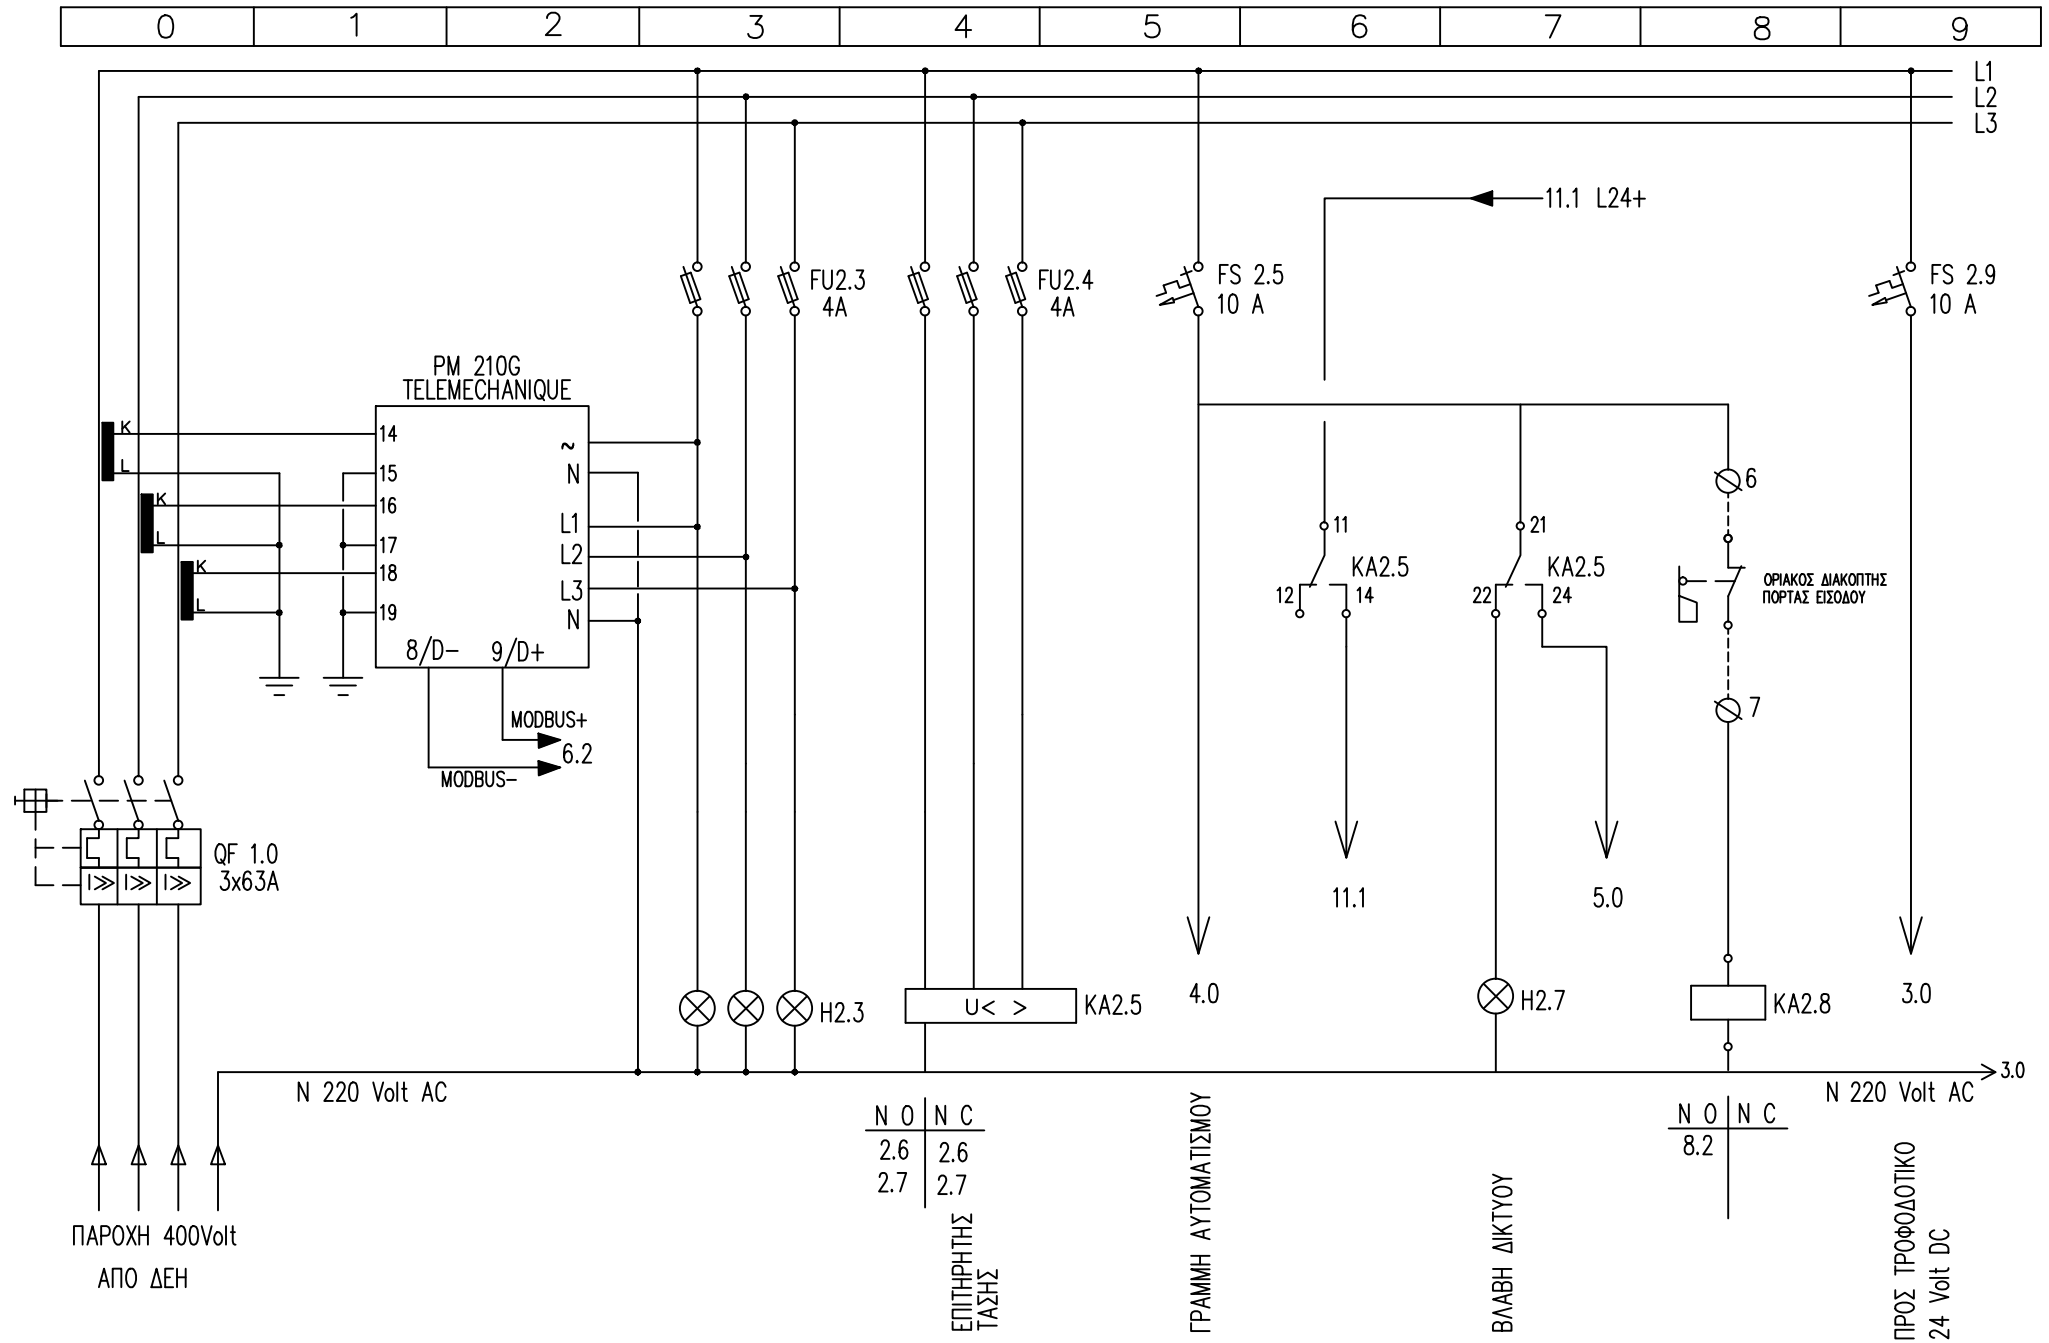 0 1 2 3 4 5 6 7 8 9
L1
L2
L3
11.1 L24+
FU2.3
4A
FU2.4
4A
FS 2.5
10 A
FS 2.9
10 A
PM 210G
TELEMECHANIQUE
K
L
K
L
K
L
14
15
16
17
18
19
~
N
L1
L2
L3
N
8/D- 9/D+
MODBUS+
6.2
MODBUS-
11
KA2.5
12 14
21
KA2.5
22 24
6
ΟΡΙΑΚΟΣ ΔΙΑΚΟΠΤΗΣ
ΠΟΡΤΑΣ ΕΙΣΟΔΟΥ
7
QF 1.0
3x63A
I>> I>> I>>
11.1
5.0
4.0
3.0
H2.3
U< >
KA2.5
H2.7
KA2.8
3.0
N 220 Volt AC
N 220 Volt AC
N O N C
2.6 2.6
2.7 2.7
N O N C
8.2
ΠΑΡΟΧΗ 400Volt
ΑΠΟ ΔΕΗ
ΕΠΙΤΗΡΗΤΗΣ
ΤΑΣΗΣ
ΓΡΑΜΜΗ ΑΥΤΟΜΑΤΙΣΜΟΥ
ΒΛΑΒΗ ΔΙΚΤΥΟΥ
ΠΡΟΣ ΤΡΟΦΟΔΟΤΙΚΟ
24 Volt DC